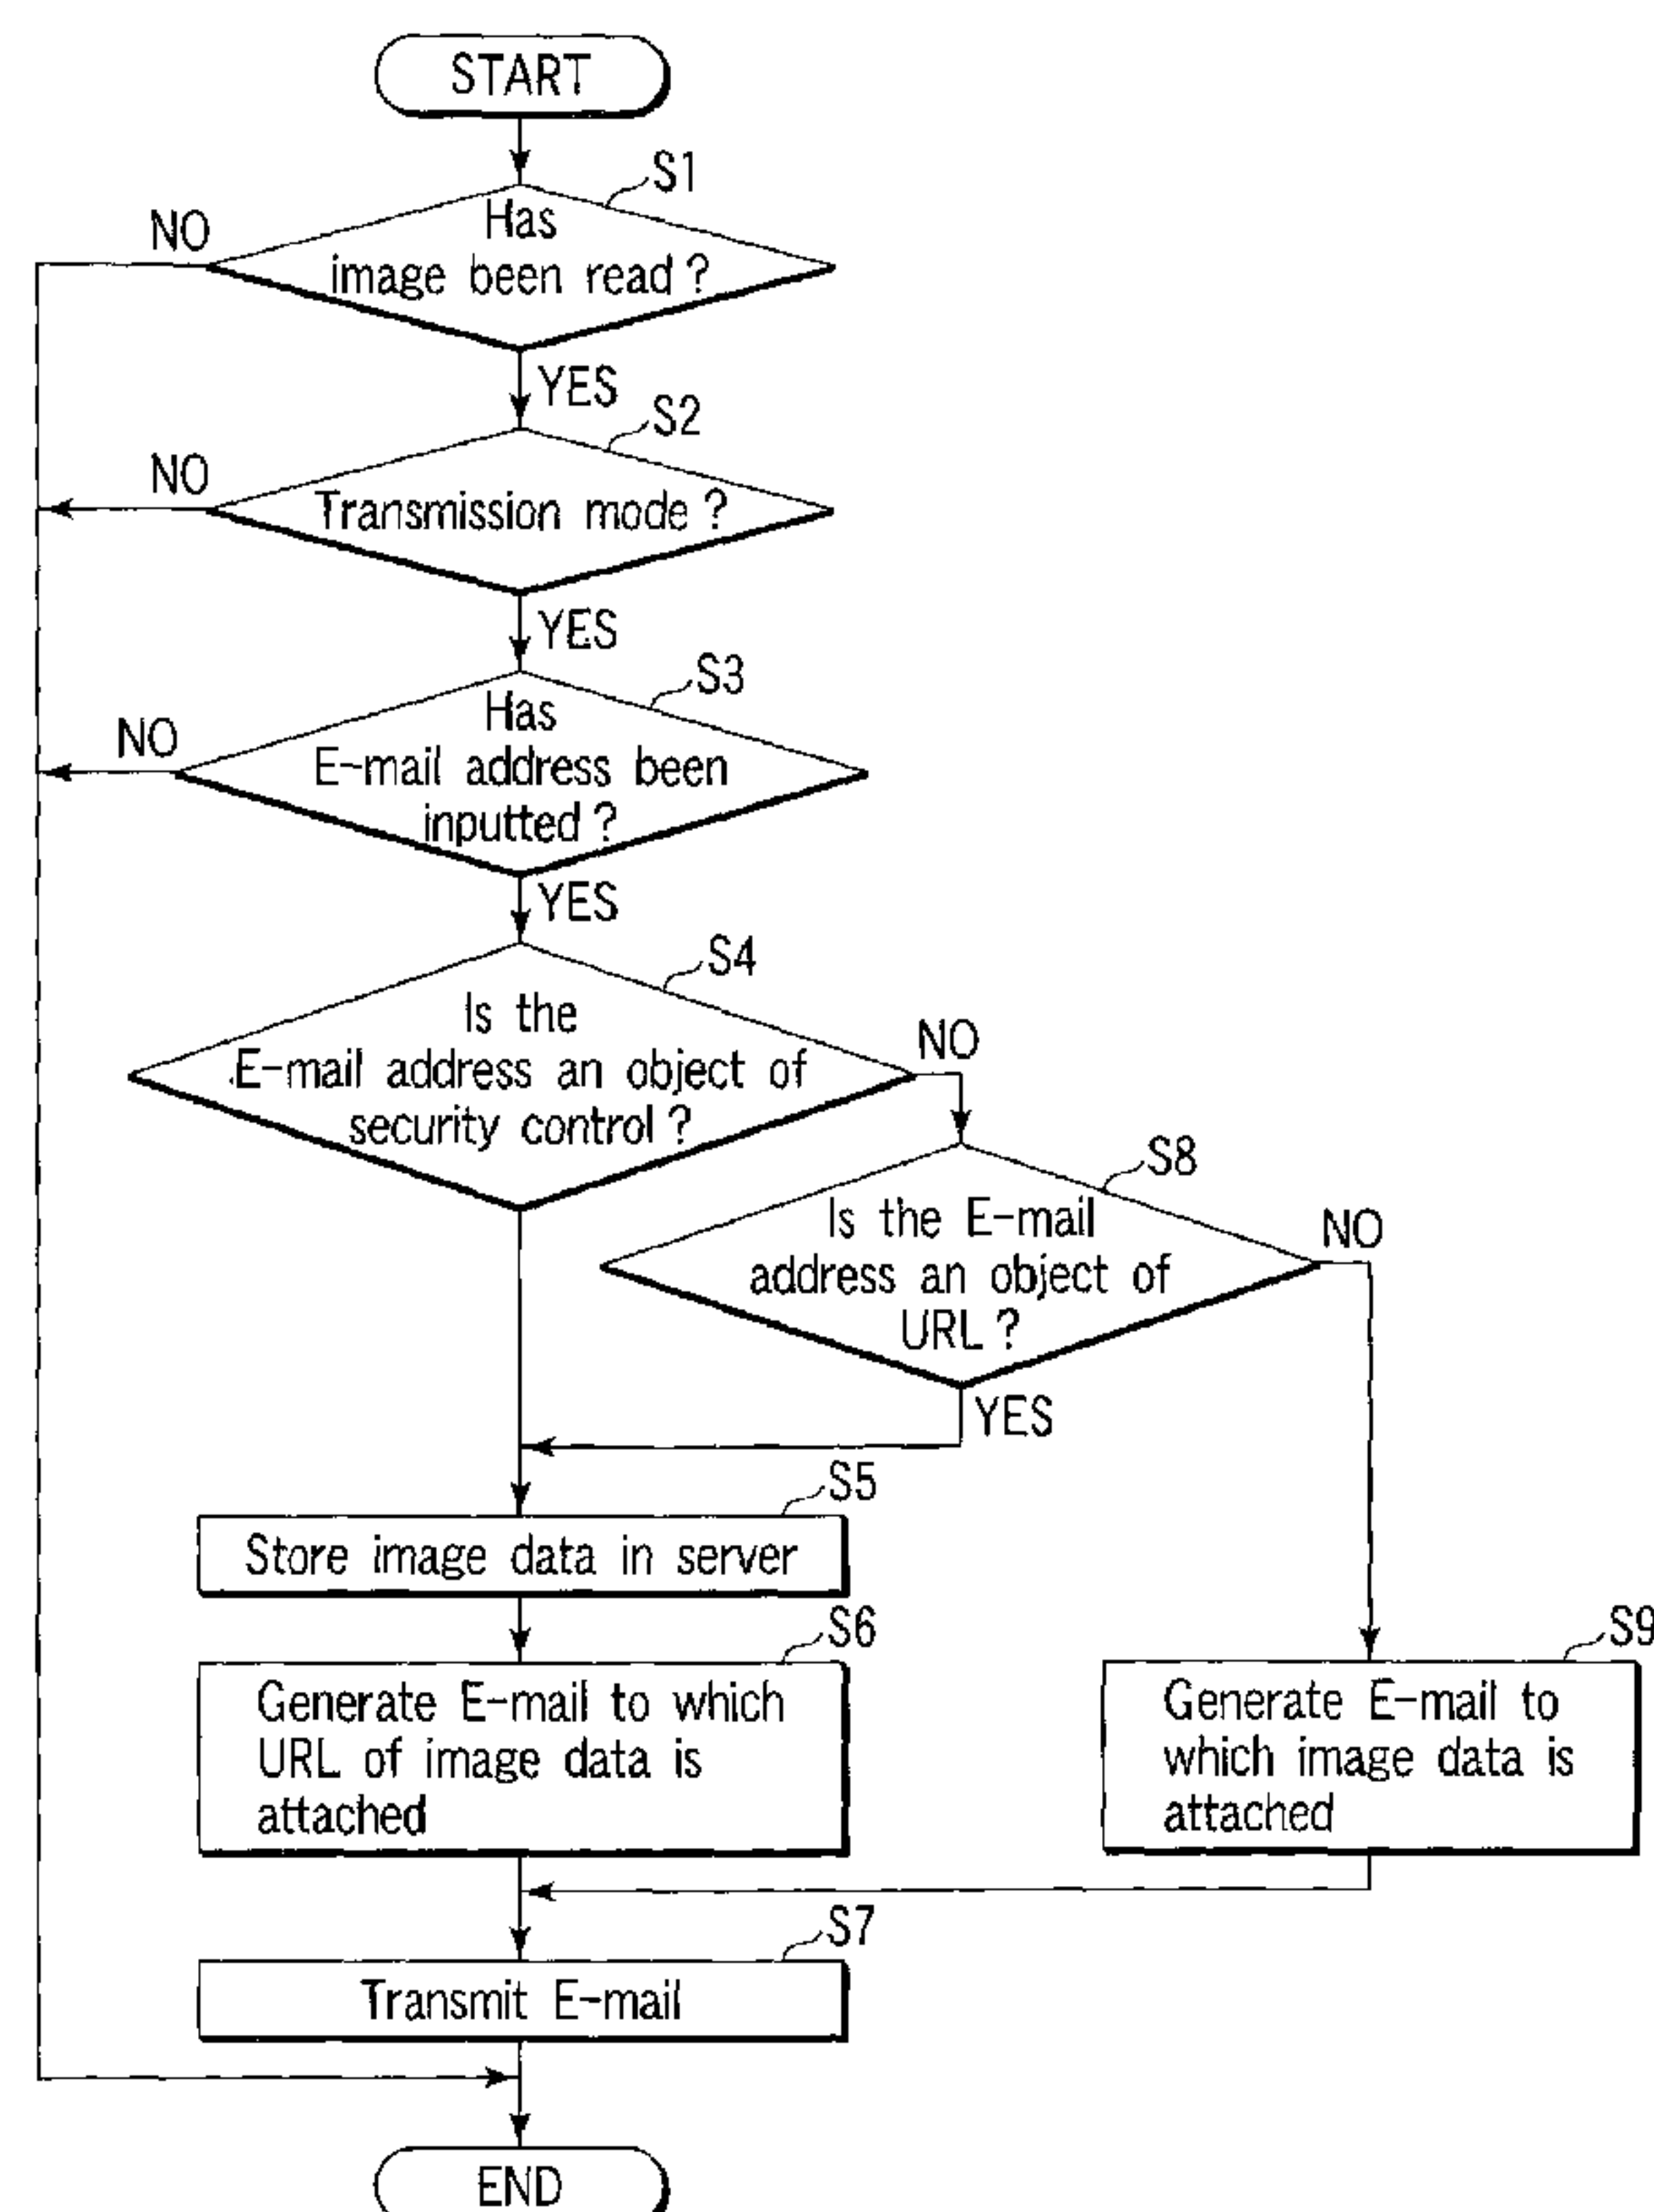 START
S1
NO
Has
image been read?
YES
S2
NO
Transmission mode?
YES
S3
NO
Has
E-mail address been
inputted?
YES
S4
Is the
E-mail address an object of
security control?
NO
S8
Is the E-mail
address an object of
URL?
NO
YES
S5
Store image data in server
S6
Generate E-mail to which
URL of image data is
attached
S9
Generate E-mail to
which image data is
attached
S7
Transmit E-mail
END